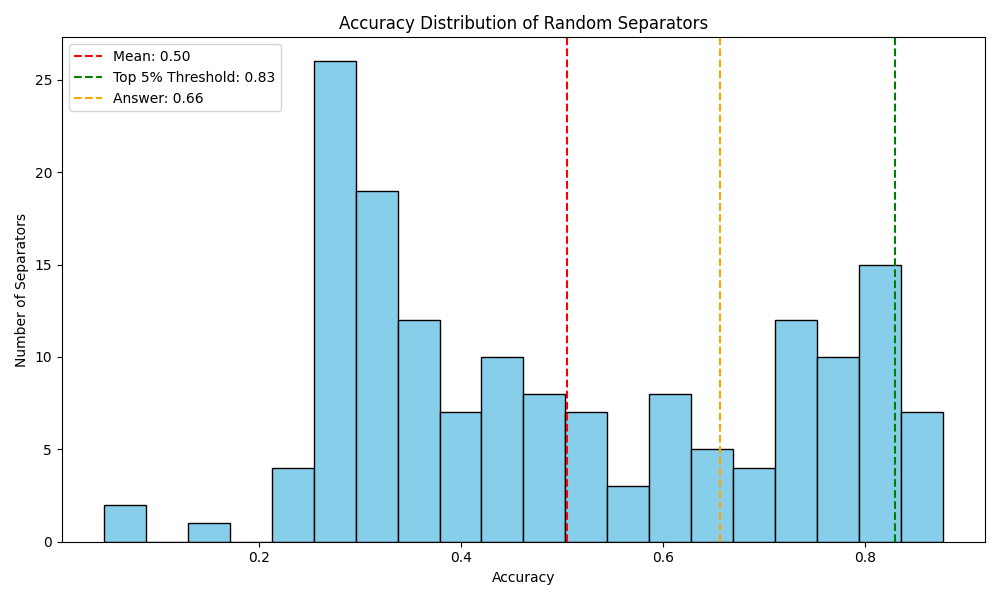 Accuracy Distribution of Random Separators
Mean: 0.50
Top 5% Threshold: 0.83
Answer: 0.66
25
20
15
10
5
0
Number of Separators
0.2 0.4 0.6 0.8
Accuracy